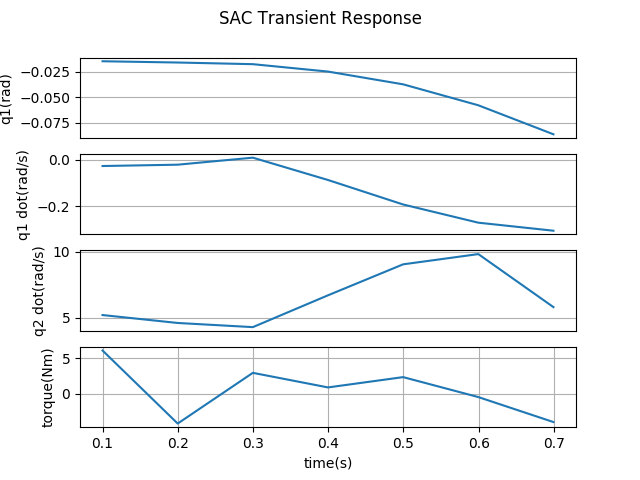 SAC Transient Response
q1(rad)
−0.025
−0.050
−0.075
q1 dot(rad/s)
0.0
−0.2
q2 dot(rad/s)
10
5
torque(Nm)
5
0
0.1 0.2 0.3 0.4 0.5 0.6 0.7
time(s)